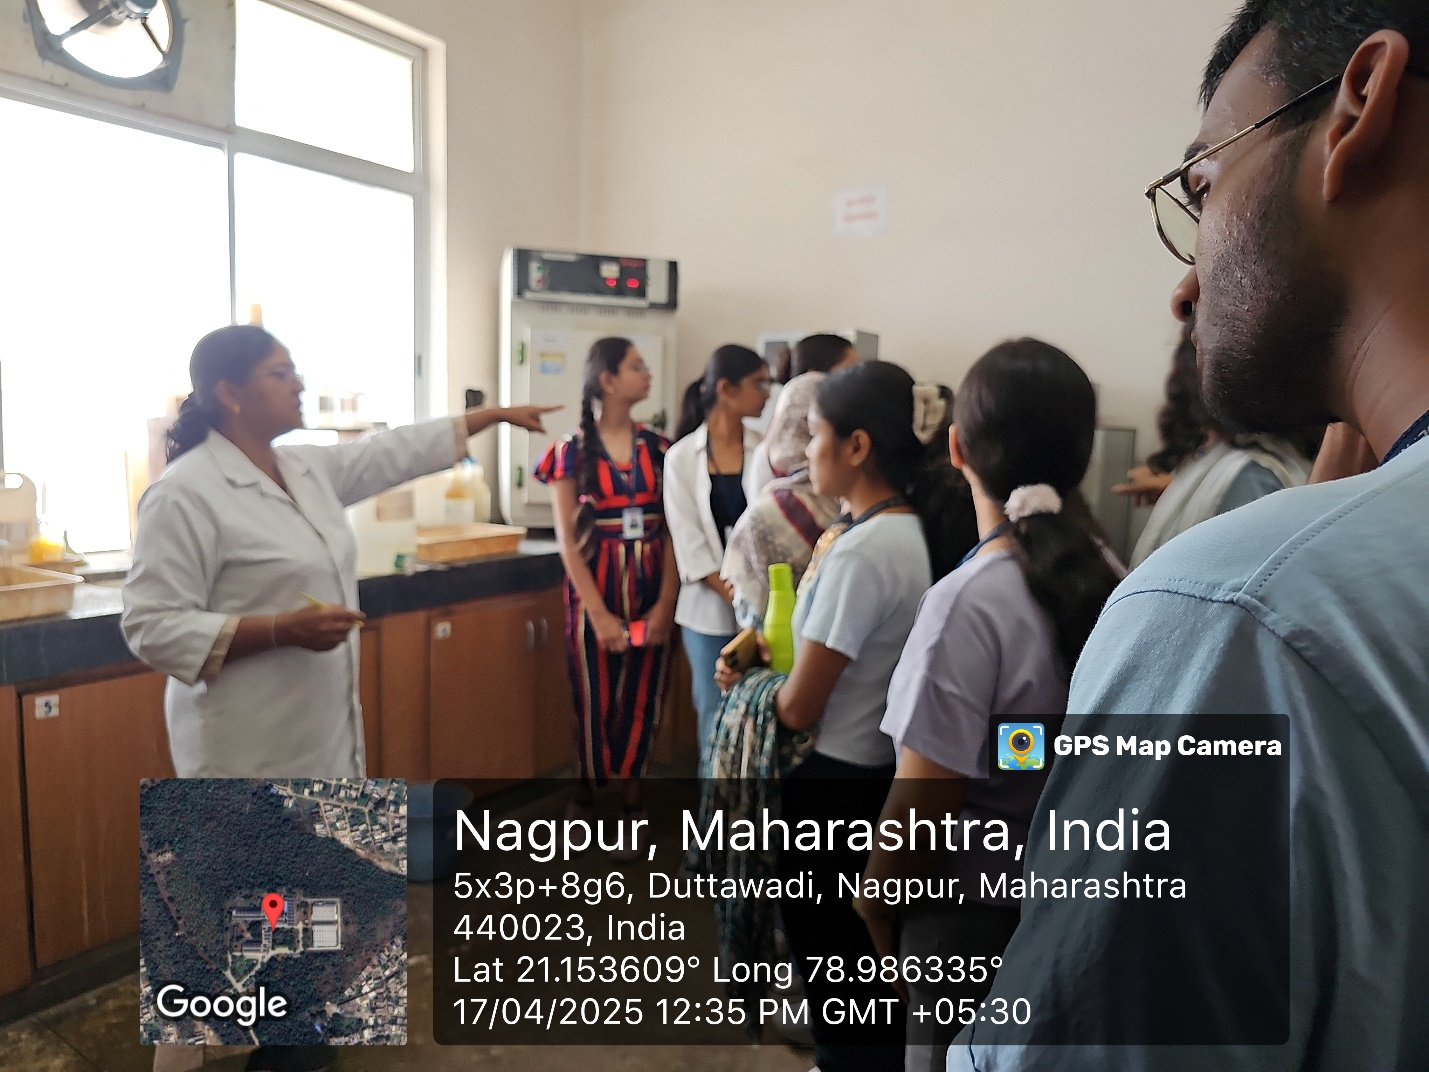 GPS Map Camera
Nagpur, Maharashtra, India
5x3p+8g6, Duttawadi, Nagpur, Maharashtra
440023, India
Lat 21.153609° Long 78.986335°
17/04/2025 12:35 PM GMT +05:30
Google
5